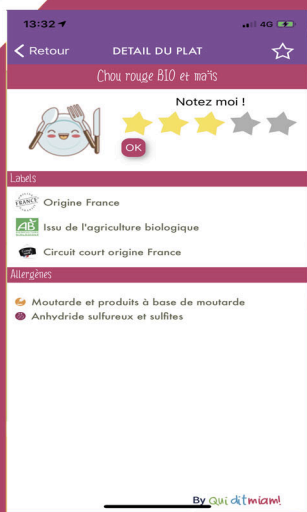 13:32
4G
Retour
DETAIL DU PLAT
Chou rouge BIO et maïs
Notez moi !
OK
Labels
FRANCE
Origine France
AB
Issu de l'agriculture biologique
Circuit court origine France
Allergènes
Moutarde et produits à base de moutarde
Anhydride sulfureux et sulfites
By Qui dit miam!